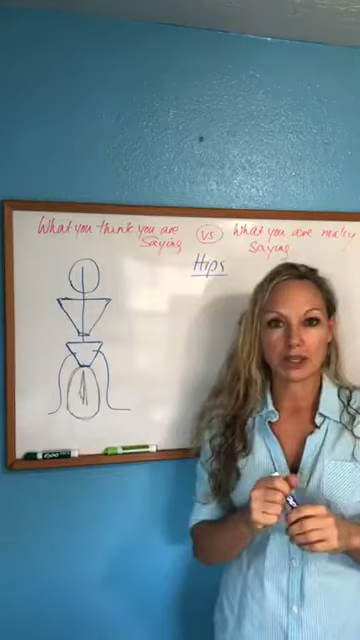 What you think you are
Saying
VS
What you are really
Saying
Hips
EXPO